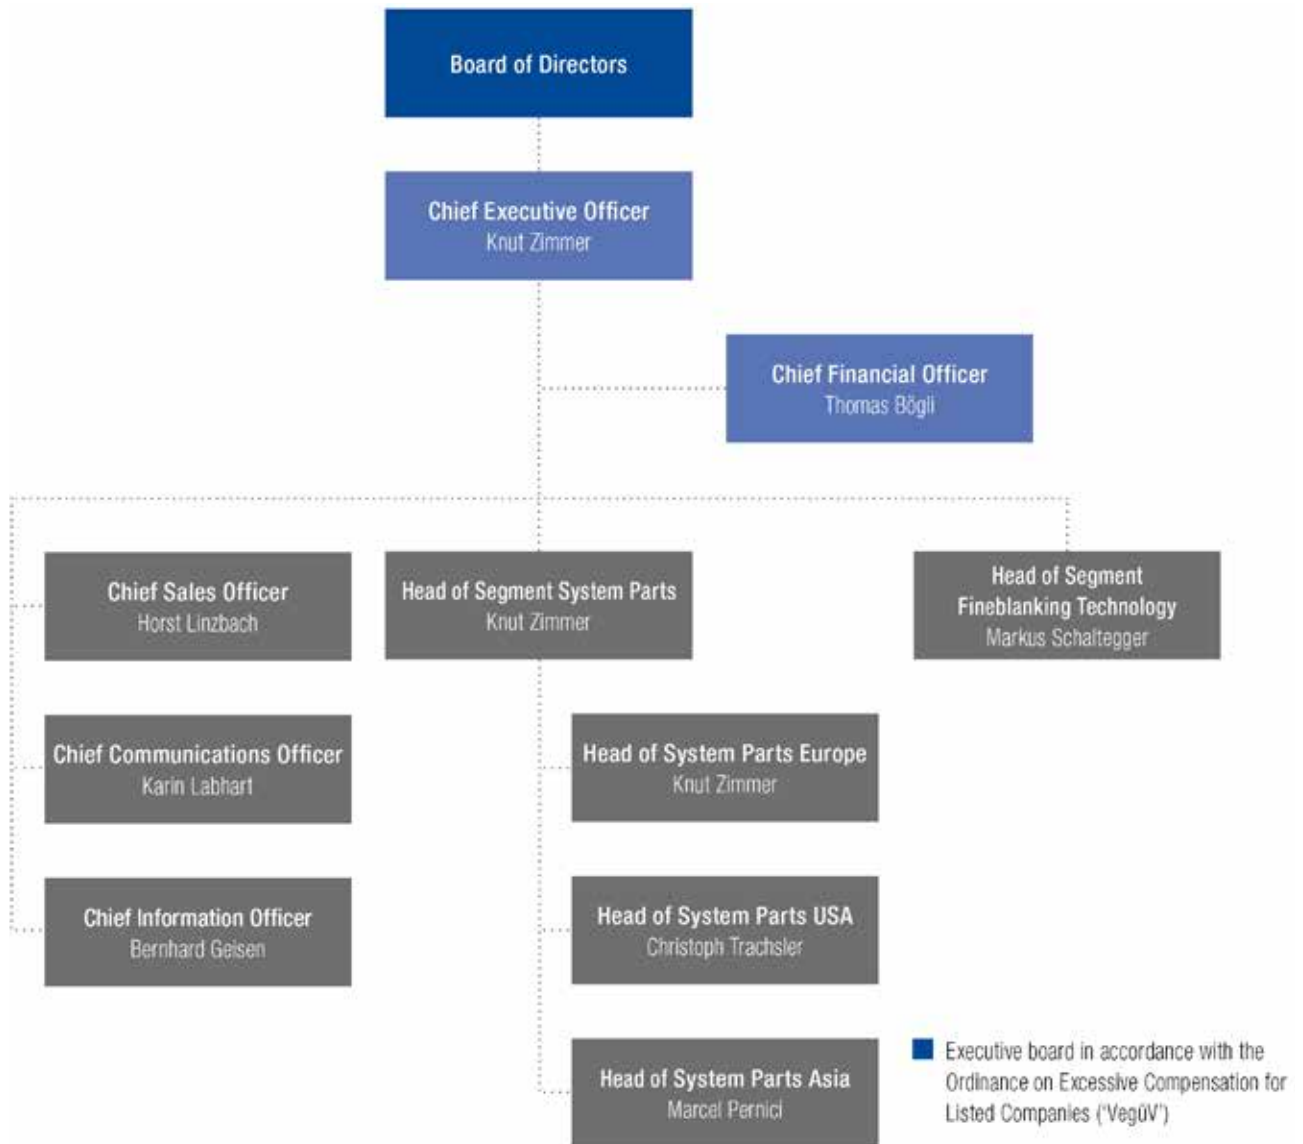 Board of Directors
Chief Executive Officer
Knut Zimmer
Chief Financial Officer
Thomas Bögli
Chief Sales Officer
Horst Linzbach
Head of Segment System Parts
Knut Zimmer
Head of Segment
Fineblanking Technology
Markus Schaltegger
Chief Communications Officer
Karin Labhart
Head of System Parts Europe
Knut Zimmer
Chief Information Officer
Bernhard Geisen
Head of System Parts USA
Christoph Trachsler
Head of System Parts Asia
Marcel Pernici
Executive board in accordance with the
Ordinance on Excessive Compensation for
Listed Companies (‘VegüV’)